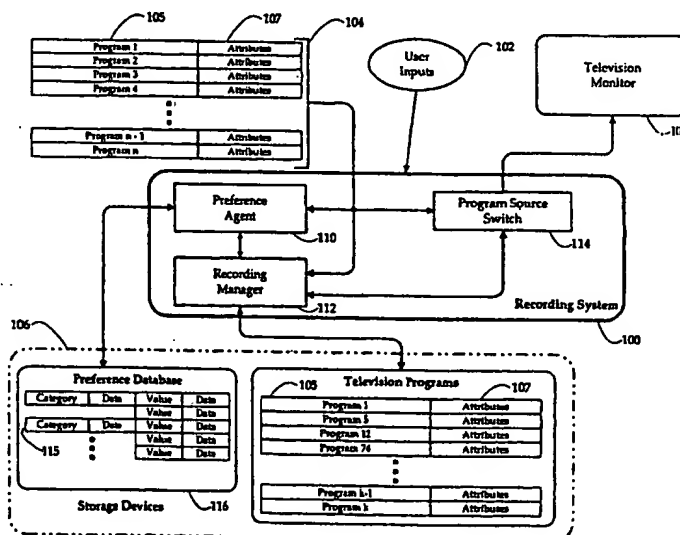 105
107
104
Program 1 Attributes
Program 2 Attributes
Program 3 Attributes
Program 4 Attributes
Program n - 1 Attributes
Program n Attributes
User
Inputs
102
Television
Monitor
Preference
Agent
110
Recording
Manager
112
Program Source
Switch
114
Recording System
100
106
Preference Database
Category Data Value Data
Value Data
Category Data Value Data
Value Data
Value Data
115
116
Storage Devices
Television Programs
105
107
Program 1 Attributes
Program 5 Attributes
Program 12 Attributes
Program 74 Attributes
Program k-1 Attributes
Program k Attributes